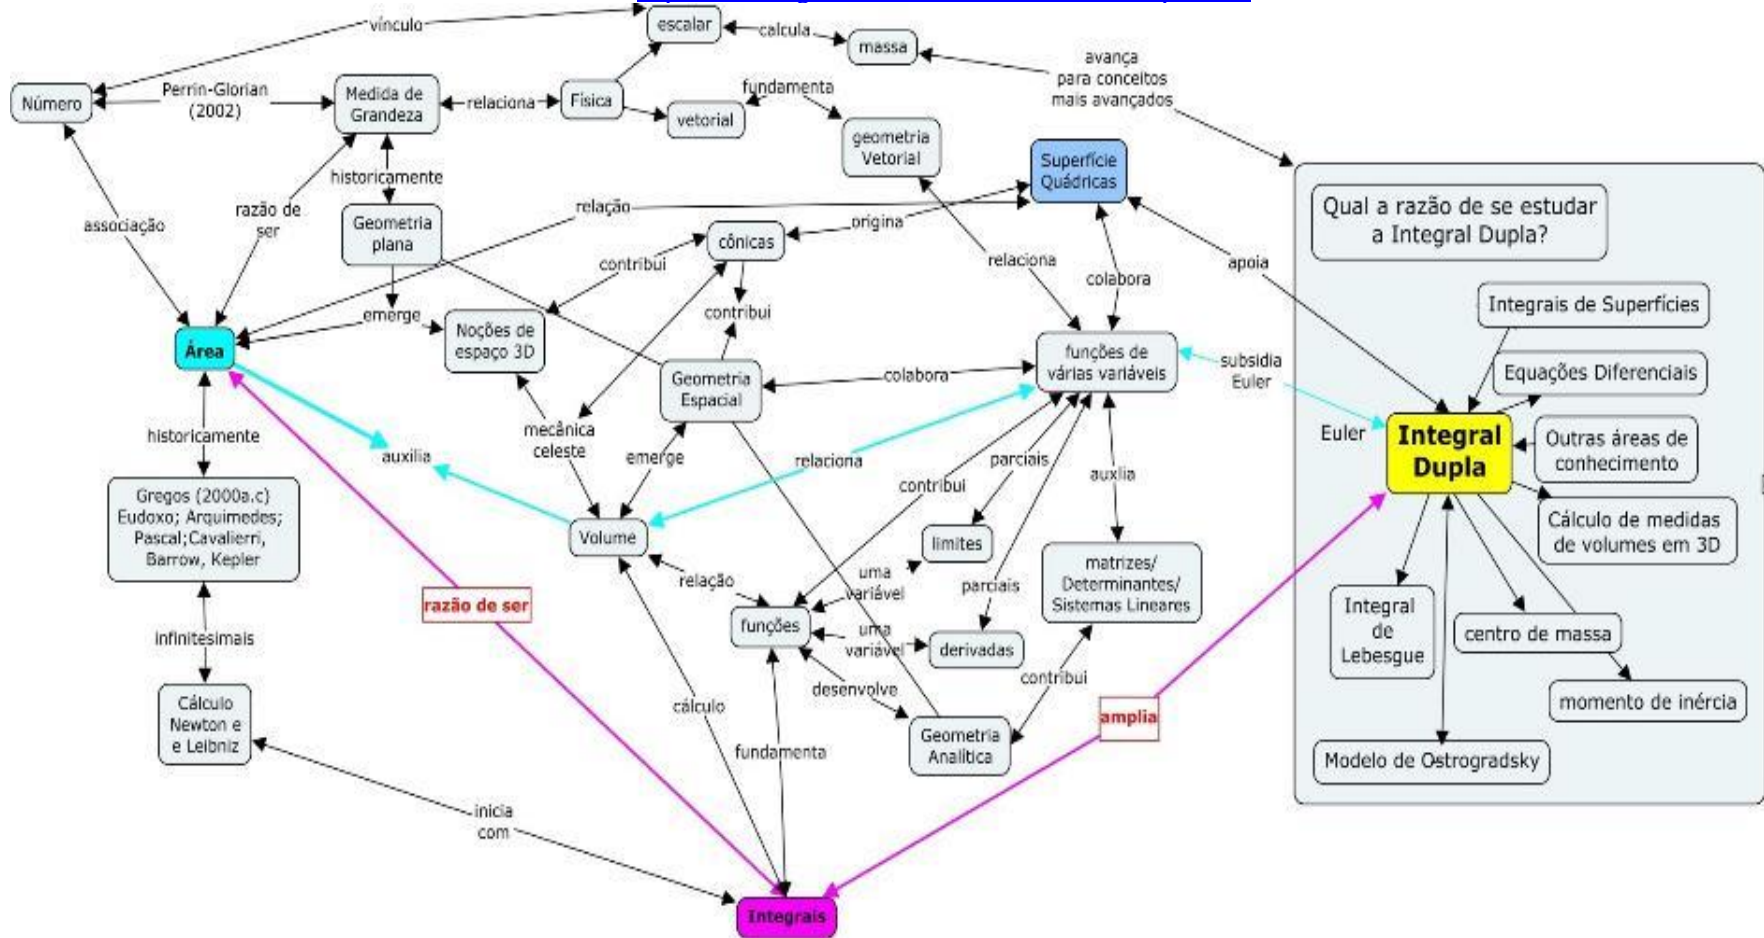 vínculo
escalar
calcula
massa
avança
para conceitos
mais avançados
Número
Perrin-Glorian
(2002)
Medida de
Grandeza
relaciona
Física
vetorial
fundamenta
geometria
Vetorial
Superfície
Quádricas
historicamente
razão de
ser
associação
Geometria
plana
relação
cônicas
origina
contribui
relaciona
colabora
apoia
Qual a razão de se estudar
a Integral Dupla?
Integrais de Superfícies
emerge
Noções de
espaço 3D
contribui
Área
funções de
várias variáveis
subsidia
Euler
Equações Diferenciais
Geometria
Espacial
colabora
historicamente
auxilia
mecânica
celeste
emerge
relaciona
parciais
contribui
auxlia
Euler
Integral
Dupla
Outras áreas de
conhecimento
Gregos (2000a.c)
Eudoxo; Arquimedes;
Pascal;Cavalierri,
Barrow, Kepler
Volume
limites
matrizes/
Determinantes/
Sistemas Lineares
Cálculo de medidas
de volumes em 3D
relação
uma
variável
parciais
razão de ser
funções
uma
variável
derivadas
Integral
de
Lebesgue
centro de massa
infinitesimais
desenvolve
contribui
momento de inércia
Cálculo
Newton e
e Leibniz
cálculo
fundamenta
Geometria
Analítica
amplia
Modelo de Ostrogradsky
inicia
com
Integrais